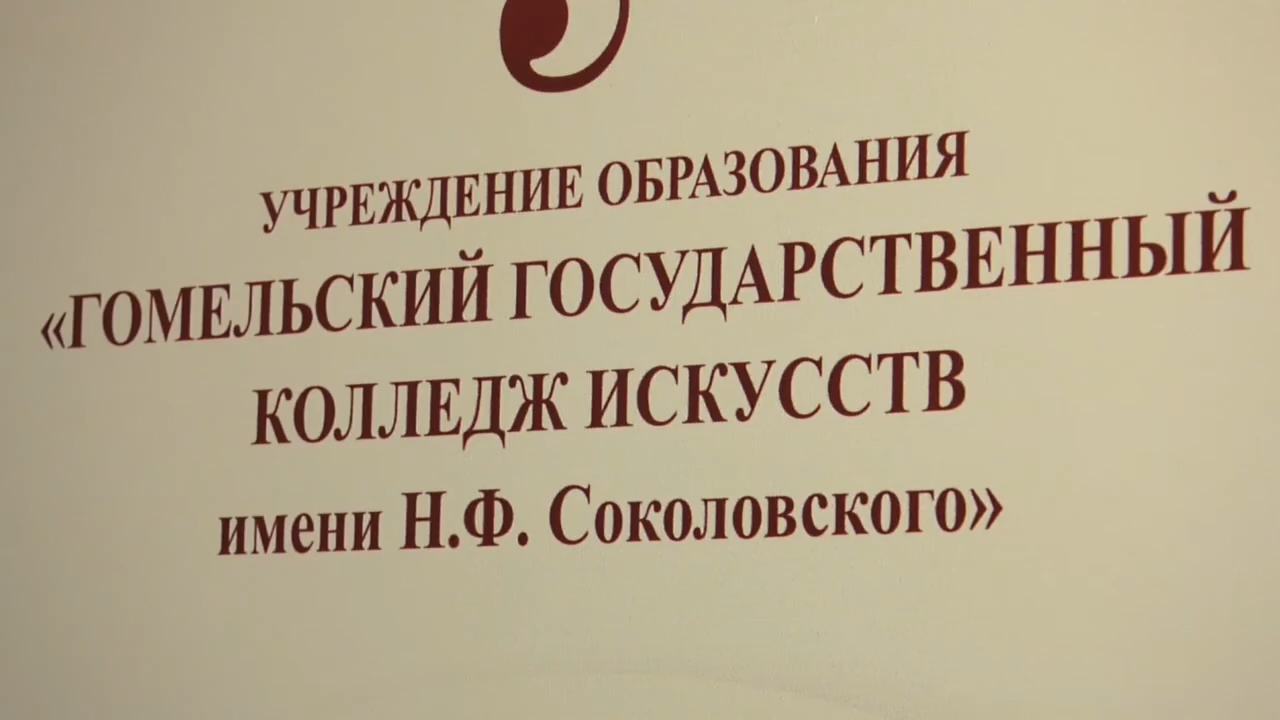 УЧРЕЖДЕНИЕ ОБРАЗОВАНИЯ
«ГОМЕЛЬСКИЙ ГОСУДАРСТВЕННЫЙ
КОЛЛЕДЖ ИСКУССТВ
имени Н.Ф. Соколовского»